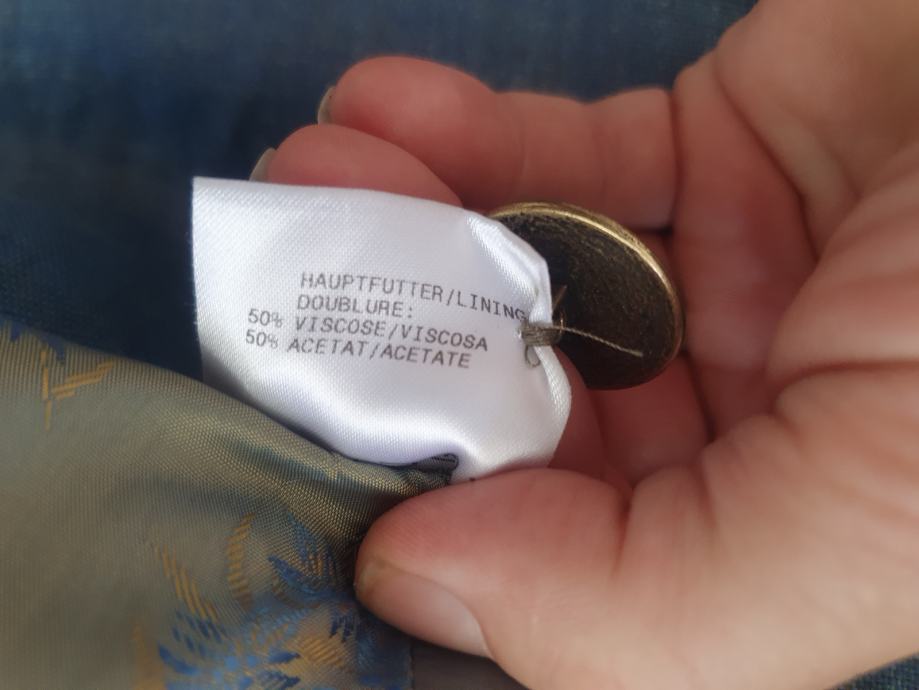 HAUPTFUTTER/LINING
DOUBLURE:
50% VISCOSE/VISCOSA
50% ACETAT/ACETATE